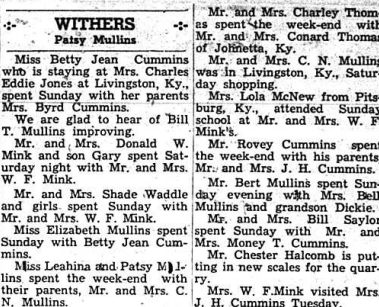 WITHERS
Patsy Mullins
Miss Betty Jean Cummins
who is staying at Mrs. Charles
Eddie Jones at Livingston, Ky.,
spent Sunday with her parents
Mrs. Byrd Cummins.
We are glad to hear of Bill
T. Mullins improving.
Mr. and Mrs. Donald W.
Mink and son Gary spent Sat-
urday night with Mr. and Mrs.
W. F. Mink.
Mr. and Mrs. Shade Waddle
and girls spent Sunday with
Mr. and Mrs. W. F. Mink.
Miss Elizabeth Mullins spent
Sunday with Betty Jean Cum-
mins.
Miss Leahina and Patsy Mul-
lins spent the week-end with
their parents, Mr. and Mrs. C.
N. Mullins.
Mr. and Mrs. Charley Thom
as spent the week-end with
Mr. and Mrs. Conard Thomas
of Johnetta, Ky.
Mr. and Mrs. C. N. Mullins
was in Livingston, Ky., Satur
day shopping.
Mrs. Lola McNew from Pitts
burg, Ky., attended Sunday
school at Mr. and Mrs. W. F
Mink's.
Mr. Rovey Cummins spent
the week-end with his parents
Mr. and Mrs. J. H. Cummins.
Mr. Bert Mullins spent Sun-
day evening with Mrs. Bell
Mullins and grandson Dickie.
Mr. and Mrs. Bill Saylor
spent Sunday with Mr. and
Mrs. Money T. Cummins.
Mr. Chester Halcomb is put-
ting in new scales for the quar-
ry.
Mrs. W. F. Mink visited Mrs.
J. H. Cummins Tuesday.